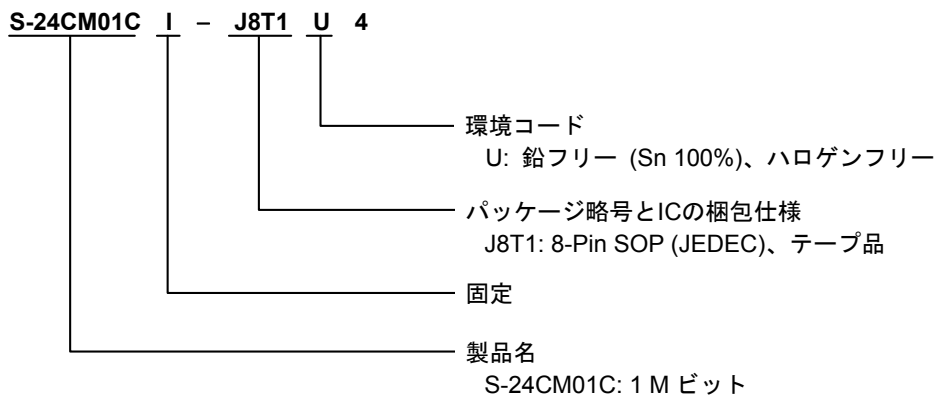 S-24CM01C I – J8T1 U 4
環境コード
U: 鉛フリー (Sn 100%)、ハロゲンフリー
パッケージ略号とICの梱包仕様
J8T1: 8-Pin SOP (JEDEC)、テープ品
固定
製品名
S-24CM01C: 1 M ビット